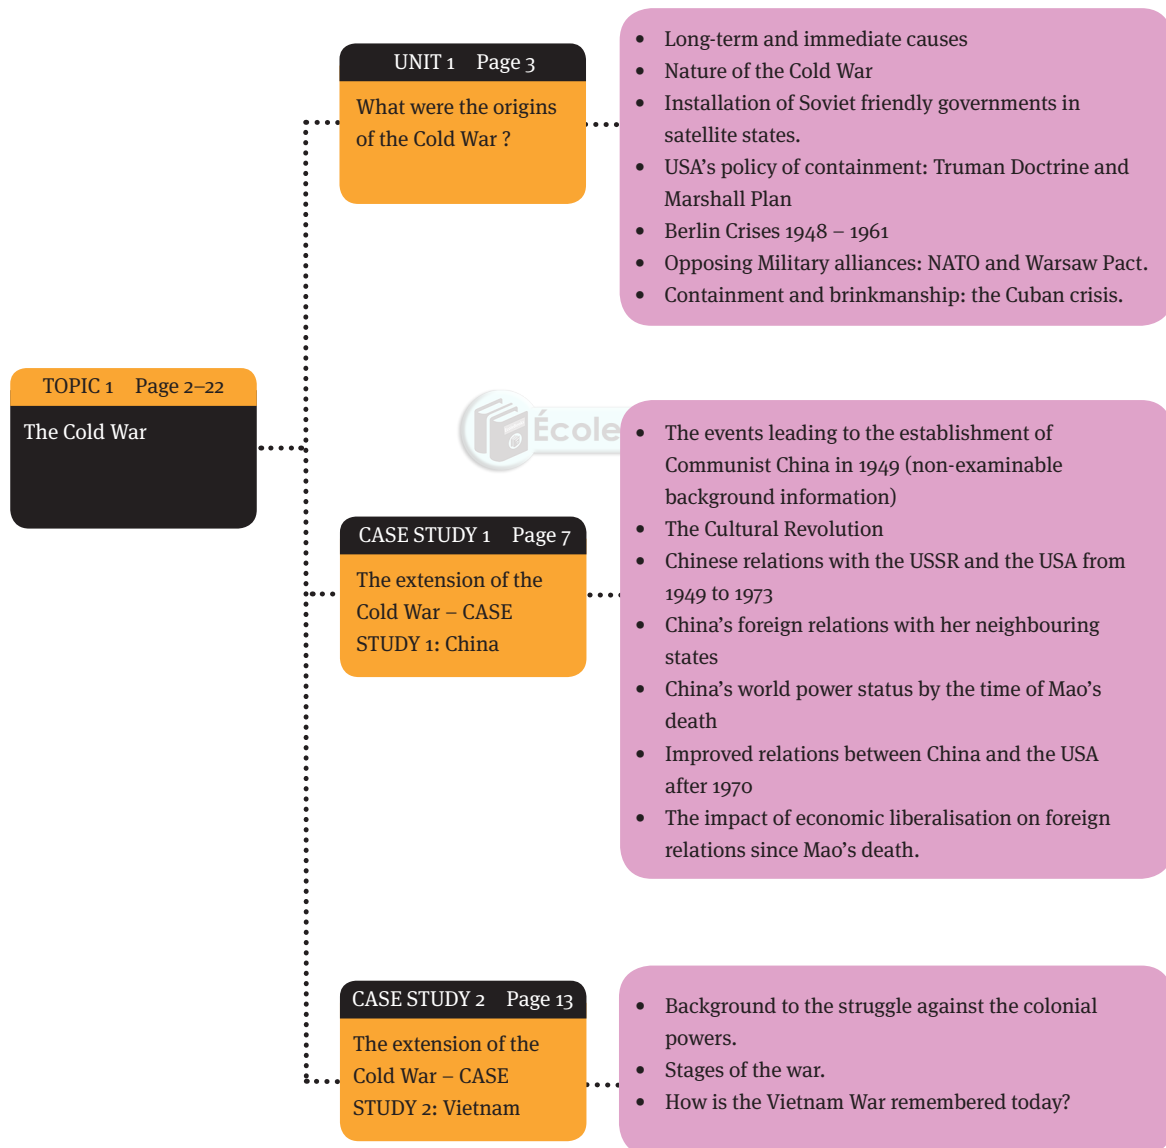 TOPIC 1 Page 2–22
The Cold War
UNIT 1 Page 3
What were the origins
of the Cold War ?
• Long-term and immediate causes
• Nature of the Cold War
• Installation of Soviet friendly governments in
satellite states.
• USA’s policy of containment: Truman Doctrine and
Marshall Plan
• Berlin Crises 1948 – 1961
• Opposing Military alliances: NATO and Warsaw Pact.
• Containment and brinkmanship: the Cuban crisis.
École
CASE STUDY 1 Page 7
The extension of the
Cold War – CASE
STUDY 1: China
• The events leading to the establishment of
Communist China in 1949 (non-examinable
background information)
• The Cultural Revolution
• Chinese relations with the USSR and the USA from
1949 to 1973
• China’s foreign relations with her neighbouring
states
• China’s world power status by the time of Mao’s
death
• Improved relations between China and the USA
after 1970
• The impact of economic liberalisation on foreign
relations since Mao’s death.
CASE STUDY 2 Page 13
The extension of the
Cold War – CASE
STUDY 2: Vietnam
• Background to the struggle against the colonial
powers.
• Stages of the war.
• How is the Vietnam War remembered today?